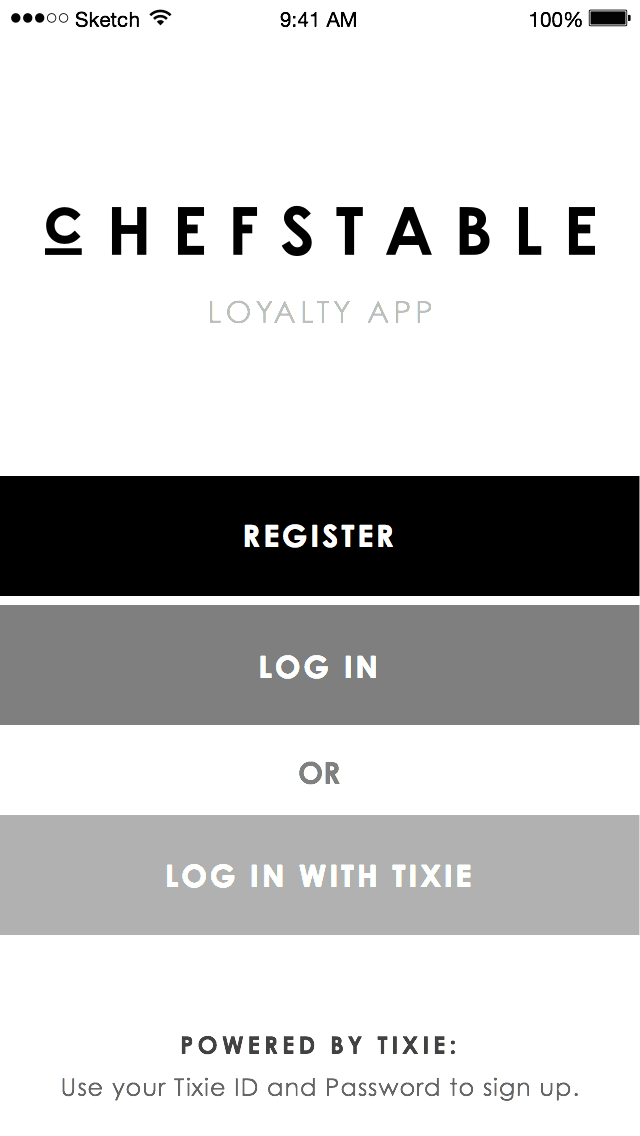 Sketch 9:41 AM 100%
CHEFSTABLE
LOYALTY APP
REGISTER
LOG IN
OR
LOG IN WITH TIXIE
POWERED BY TIXIE:
Use your Tixie ID and Password to sign up.